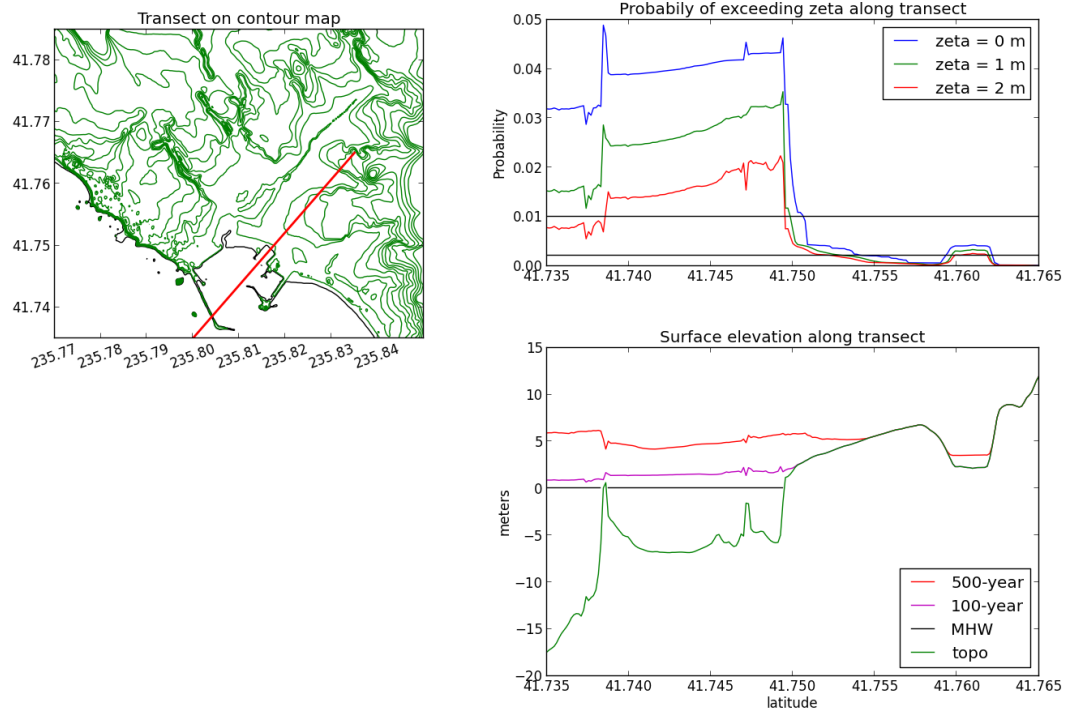 Transect on contour map
41.78
41.77
41.76
41.75
41.74
235.77 235.78 235.79 235.80 235.81 235.82 235.83 235.84
Probabily of exceeding zeta along transect
Probability
0.05
0.04
0.03
0.02
0.01
0.00
zeta = 0 m
zeta = 1 m
zeta = 2 m
41.735 41.740 41.745 41.750 41.755 41.760 41.765
Surface elevation along transect
meters
15
10
5
0
−5
−10
−15
−20
500-year
100-year
MHW
topo
41.735 41.740 41.745 41.750 41.755 41.760 41.765
latitude